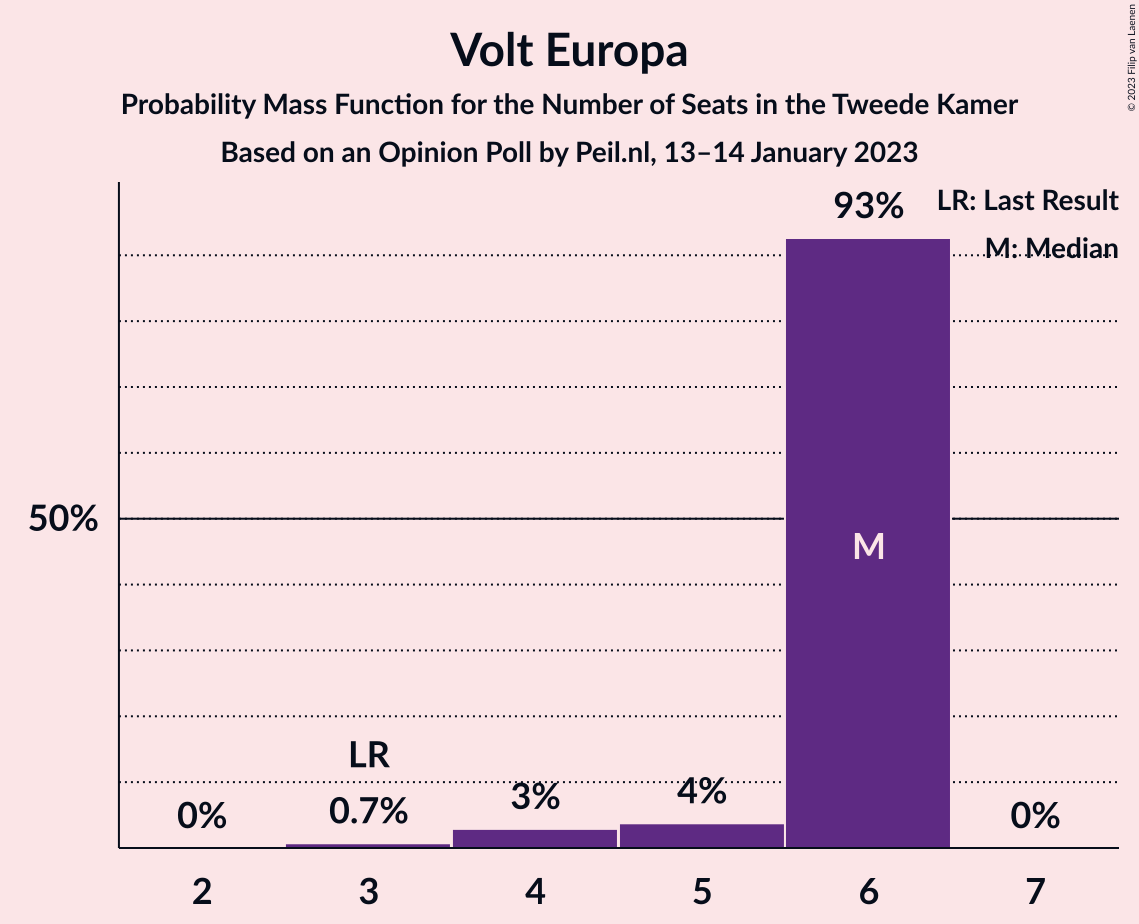 Volt Europa
Probability Mass Function for the Number of Seats in the Tweede Kamer
Based on an Opinion Poll by Peil.nl, 13–14 January 2023
© 2023 Filip van Laenen
LR: Last Result
M: Median
93%
50%
M
LR
0%
0.7%
3%
4%
0%
2
3
4
5
6
7